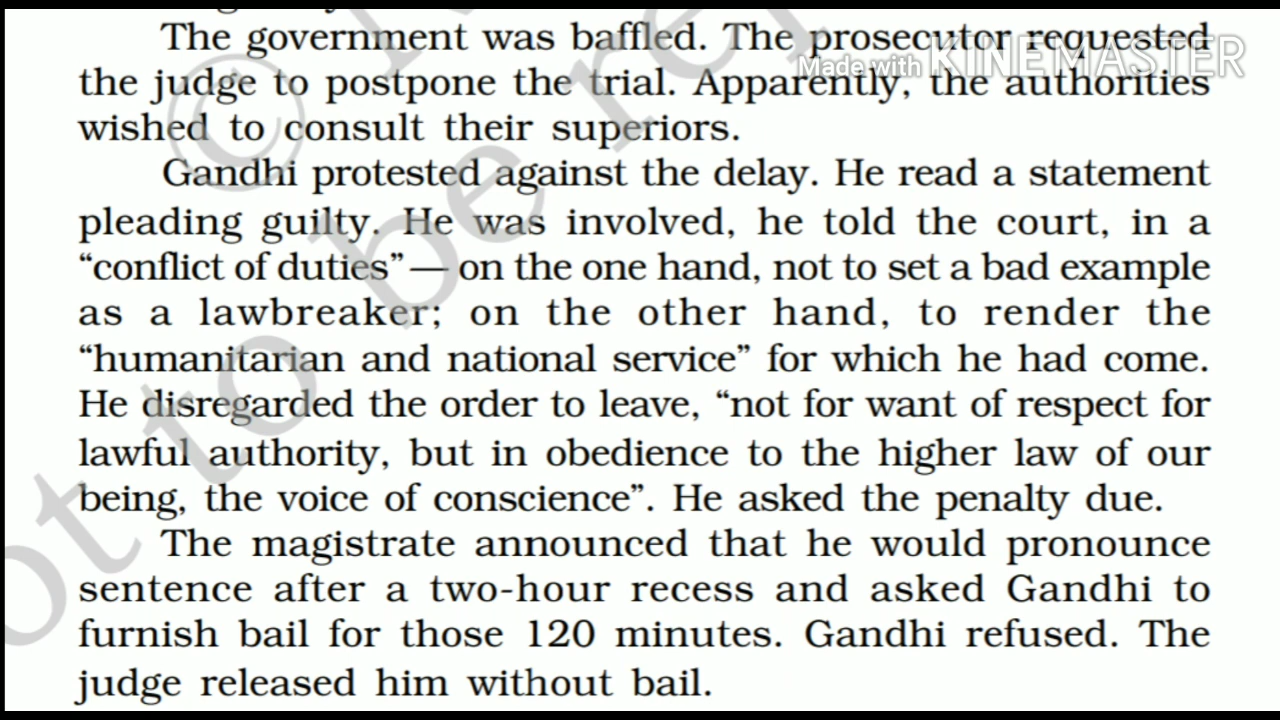 The government was baffled. The prosecutor requested
the judge to postpone the trial. Apparently, the authorities
wished to consult their superiors.
Gandhi protested against the delay. He read a statement
pleading guilty. He was involved, he told the court, in a
“conflict of duties”— on the one hand, not to set a bad example
as a lawbreaker; on the other hand, to render the
“humanitarian and national service” for which he had come.
He disregarded the order to leave, “not for want of respect for
lawful authority, but in obedience to the higher law of our
being, the voice of conscience”. He asked the penalty due.
The magistrate announced that he would pronounce
sentence after a two-hour recess and asked Gandhi to
furnish bail for those 120 minutes. Gandhi refused. The
judge released him without bail.
Made with KINEMASTER
© not to be re